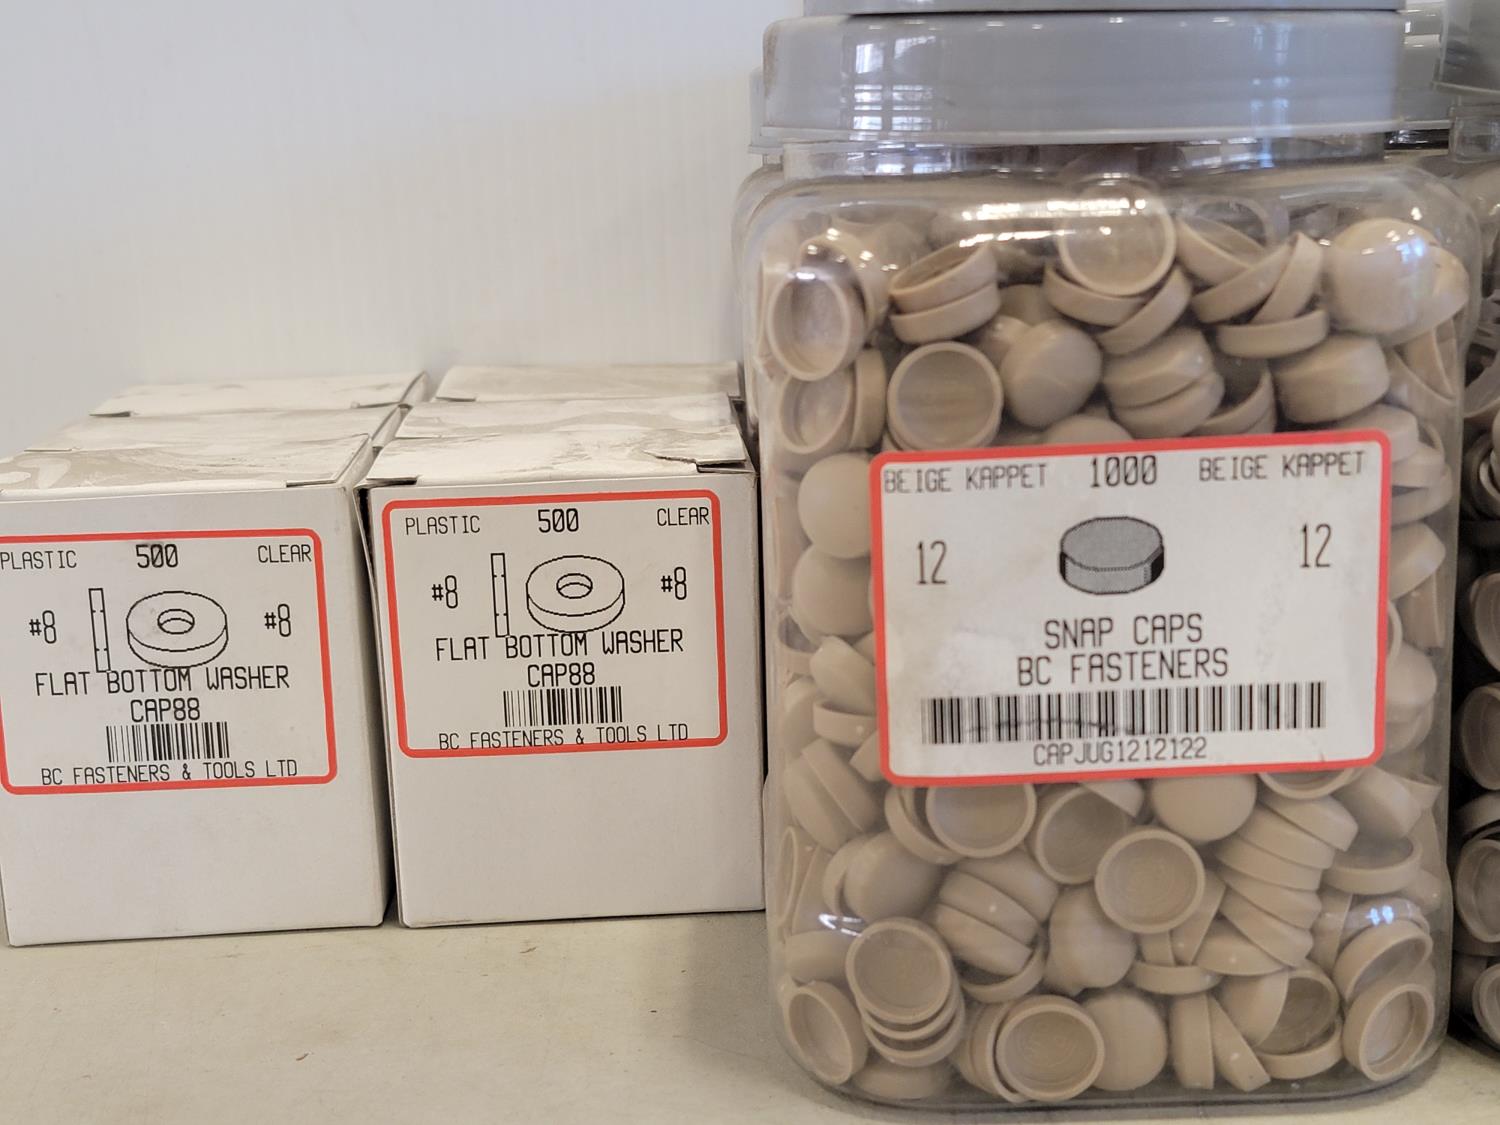 PLASTIC 500 CLEAR
#8 #8
FLAT BOTTOM WASHER
CAP88
BC FASTENERS & TOOLS LTD
PLASTIC 500 CLEAR
#8 #8
FLAT BOTTOM WASHER
CAP88
BC FASTENERS & TOOLS LTD
BEIGE KAPPET 1000 BEIGE KAPPET
12 12
SNAP CAPS
BC FASTENERS
CAPJUG1212122